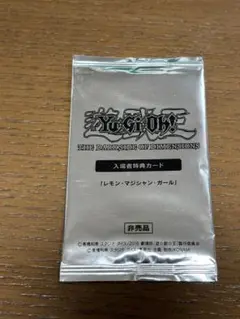 遊戯王
Yu-Gi-Oh!
THE DARK SIDE OF DIMENSIONS
入場者特典カード
「レモン・マジシャン・ガール」
非売品